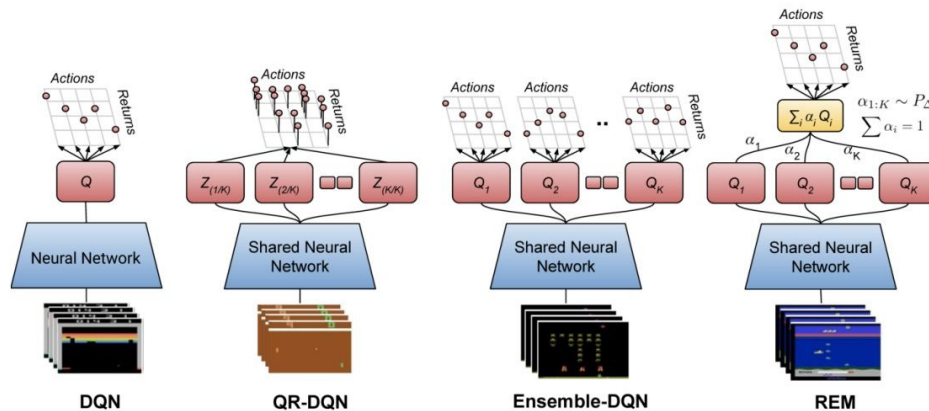 Actions
Returns
Q
Neural Network
DQN
Actions
Returns
Z(1/K)
Z(2/K)
Z(K/K)
Shared Neural
Network
QR-DQN
Actions
Actions
Returns
..
Q1
Q2
QK
Shared Neural
Network
Ensemble-DQN
Actions
Returns
∑i αi Qi
α1:K ∼ PΔ
∑ αi = 1
α1
α2
αK
Q1
Q2
QK
Shared Neural
Network
REM